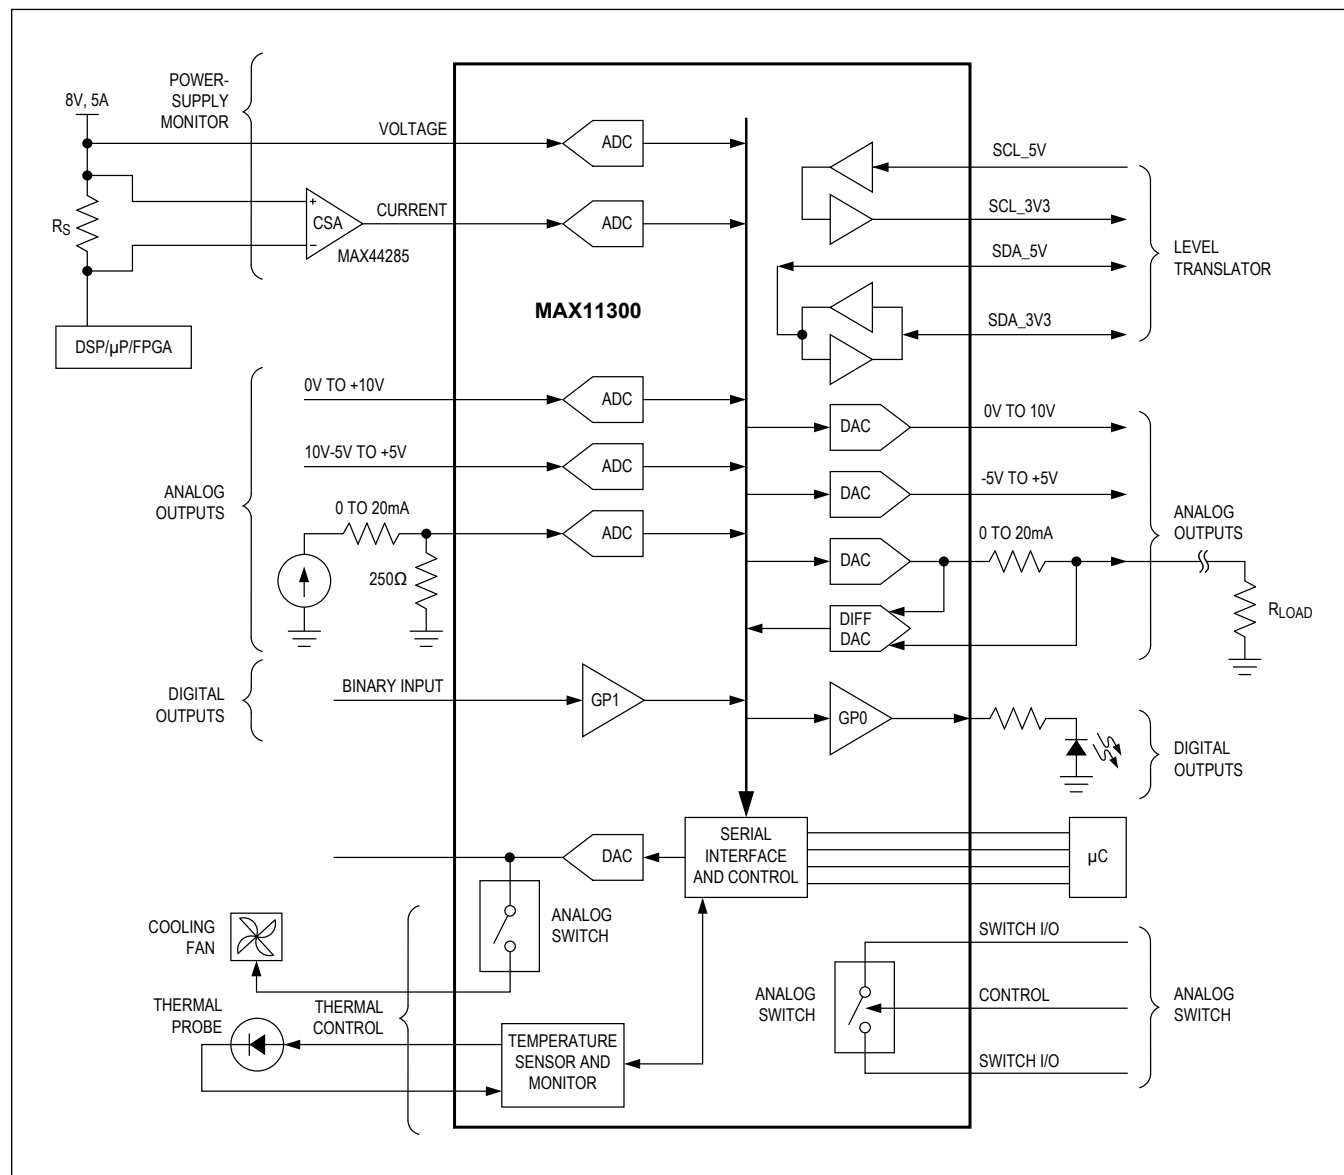 POWER-
SUPPLY
MONITOR
8V, 5A
VOLTAGE
ADC
SCL_5V
RS
+
CSA
−
CURRENT
MAX44285
ADC
SCL_3V3
SDA_5V
LEVEL
TRANSLATOR
MAX11300
SDA_3V3
DSP/µP/FPGA
0V TO +10V
ADC
DAC
0V TO 10V
10V-5V TO +5V
ADC
DAC
-5V TO +5V
ANALOG
OUTPUTS
0 TO 20mA
ADC
250Ω
ANALOG
OUTPUTS
0 TO 20mA
DAC
DIFF
DAC
RLOAD
DIGITAL
OUTPUTS
BINARY INPUT
GP1
GP0
DIGITAL
OUTPUTS
SERIAL
INTERFACE
AND CONTROL
µC
DAC
ANALOG
SWITCH
COOLING
FAN
THERMAL
PROBE
THERMAL
CONTROL
TEMPERATURE
SENSOR AND
MONITOR
SWITCH I/O
ANALOG
SWITCH
CONTROL
ANALOG
SWITCH
SWITCH I/O